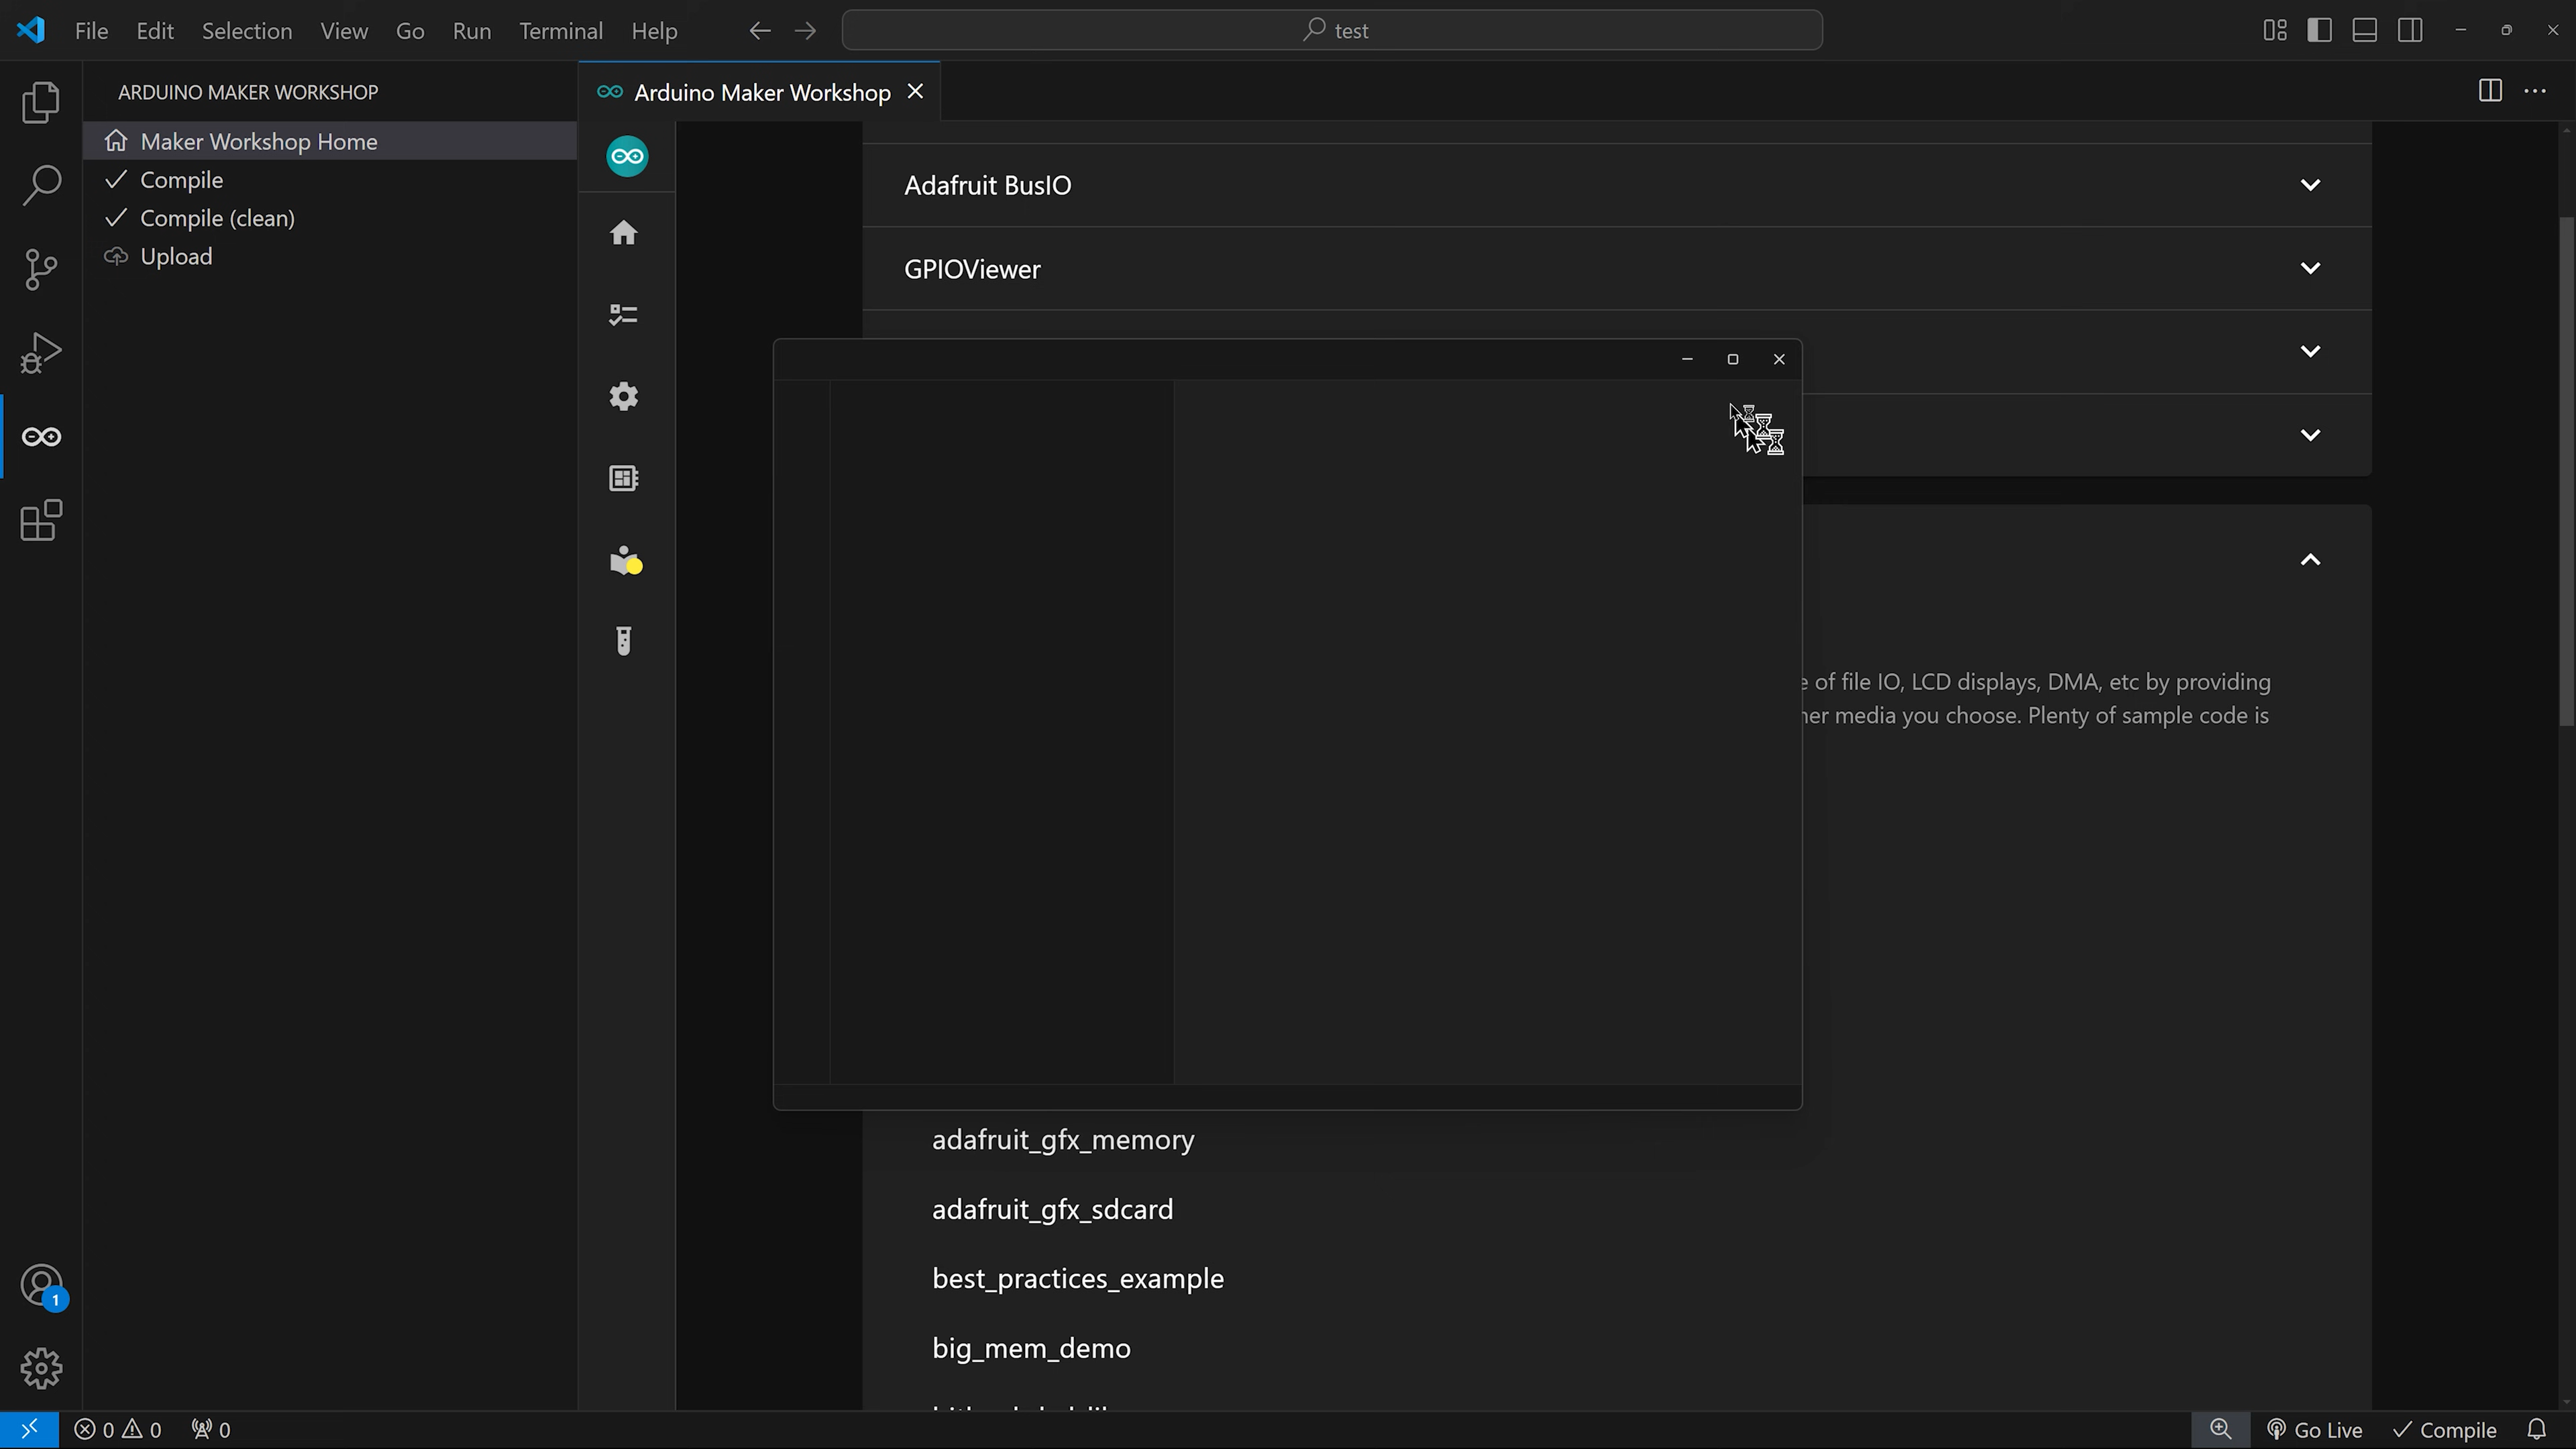 File Edit Selection View Go Run Terminal Help
test
ARDUINO MAKER WORKSHOP
Arduino Maker Workshop
Maker Workshop Home
Compile
Compile (clean)
Upload
Adafruit BusIO
GPIOViewer
of file IO, LCD displays, DMA, etc by providing
media you choose. Plenty of sample code is
adafruit_gfx_memory
adafruit_gfx_sdcard
best_practices_example
big_mem_demo
1
0 0 0
Go Live Compile